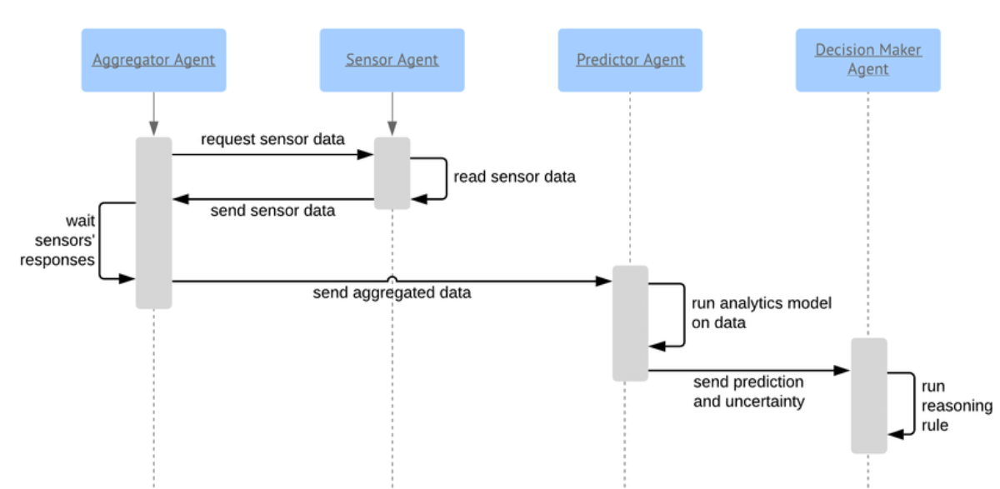 Aggregator Agent
Sensor Agent
Predictor Agent
Decision Maker
Agent
request sensor data
read sensor data
send sensor data
wait
sensors'
responses
send aggregated data
run analytics model
on data
send prediction
and uncertainty
run
reasoning
rule